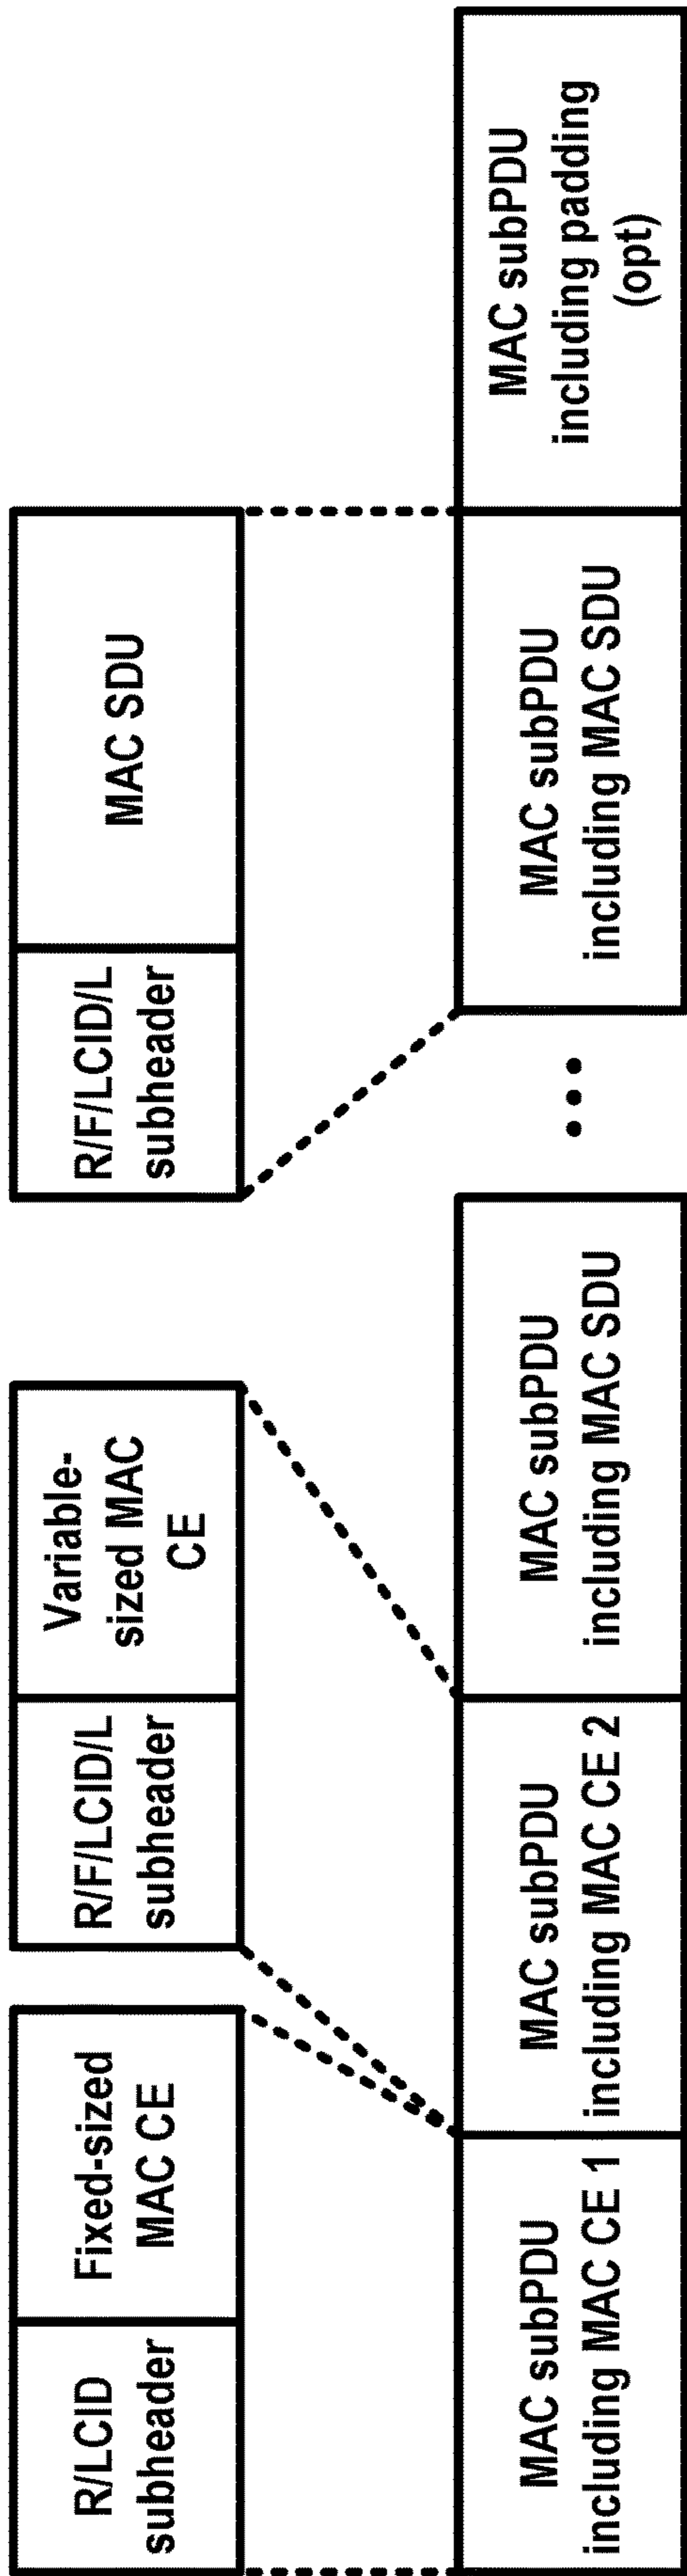 R/LCID
subheader
Fixed-sized
MAC CE
R/F/LCID/L
subheader
Variable-
sized MAC
CE
R/F/LCID/L
subheader
MAC SDU
MAC subPDU
including MAC CE 1
MAC subPDU
including MAC CE 2
MAC subPDU
including MAC SDU
•••
MAC subPDU
including MAC SDU
MAC subPDU
including padding
(opt)